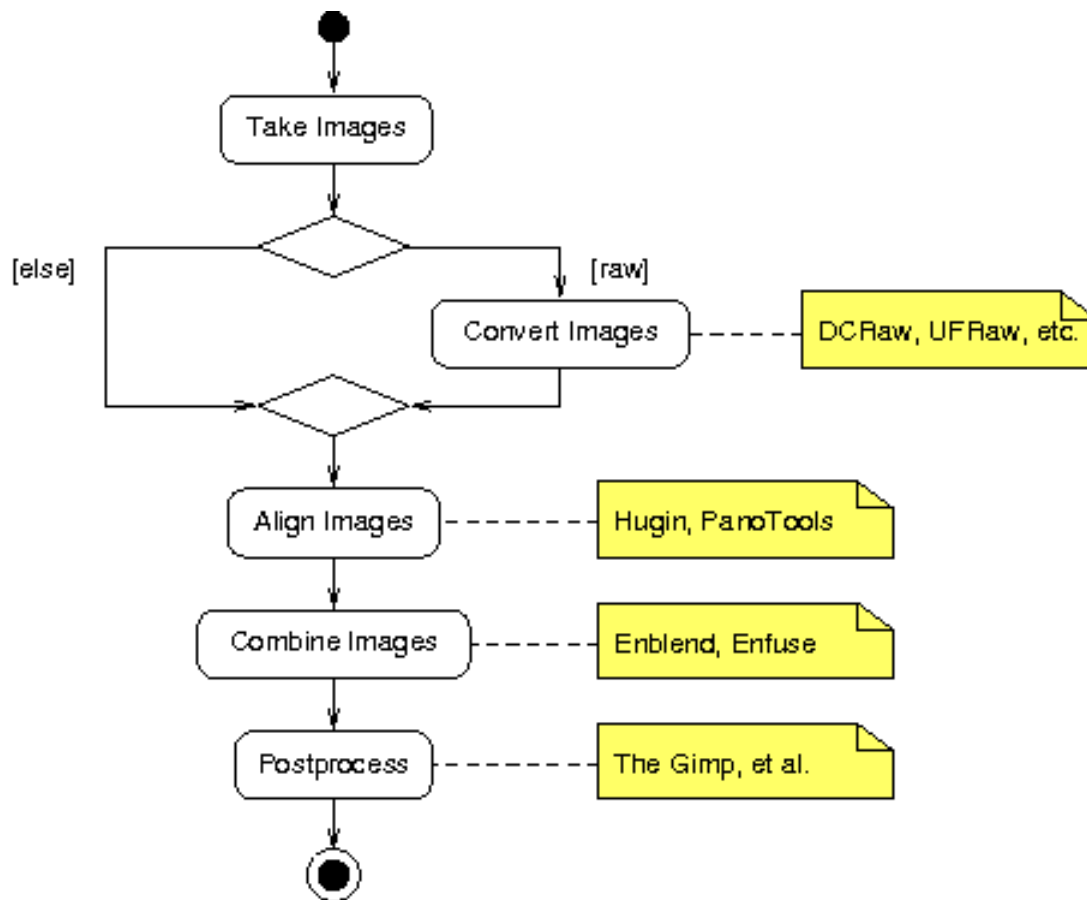 Take Images
[else]
[raw]
Convert Images
DCRaw, UFRaw, etc.
Align Images
Hugin, PanoTools
Combine Images
Enblend, Enfuse
Postprocess
The Gimp, et al.